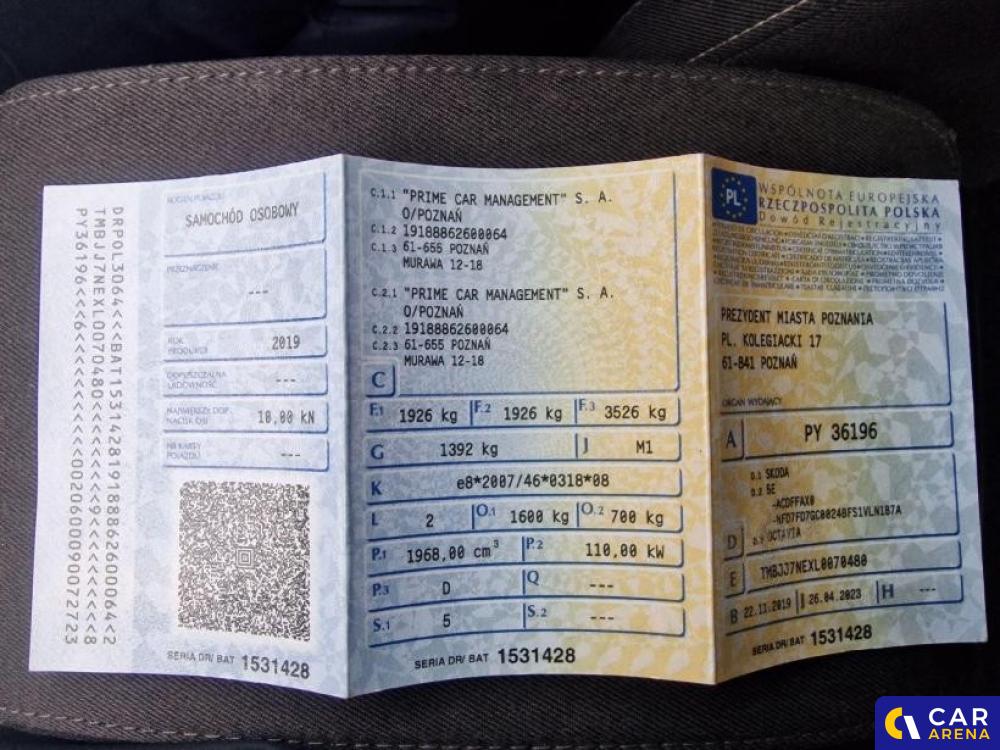 DRPOL3064<<BAT15314281918886260006​4<2
TMBJJ7NEXL0070480<<<<<<<9<<<<<<<8
PY36196<<6<<<<<<<<<<0020600090072723
RODZAJ POJAZDU
SAMOCHÓD OSOBOWY
PRZEZNACZENIE
---
ROK
PRODUKCJI
2019
DOPUSZCZALNA
ŁADOWNOŚĆ
---
NAJWIĘKSZY DOP.
NACISK OSI
10,00 kN
NR KARTY
POJAZDU
---
SERIA DR/ BAT 1531428
C.1.1 "PRIME CAR MANAGEMENT" S. A.
O/POZNAŃ
C.1.2 19188862600064
C.1.3 61-655 POZNAŃ
MURAWA 12-18
C.2.1 "PRIME CAR MANAGEMENT" S. A.
O/POZNAŃ
C.2.2 19188862600064
C.2.3 61-655 POZNAŃ
MURAWA 12-18
C
F.1 1926 kg F.2 1926 kg F.3 3526 kg
G 1392 kg J M1
K e8*2007/46*0318*08
L 2 O.1 1600 kg O.2 700 kg
P.1 1968,00 cm³ P.2 110,00 kW
P.3 D Q ---
S.1 5 S.2 ---
SERIA DR/ BAT 1531428
PL
WSPÓLNOTA EUROPEJSKA
RZECZPOSPOLITA POLSKA
Dowód Rejestracyjny
PREZYDENT MIASTA POZNANIA
PL. KOLEGIACKI 17
61-841 POZNAŃ
ORGAN WYDAJĄCY
A PY 36196
D.1 SKODA
D.2 5E
-ACDFFAX0
-NFD7FD7GC0024BFS1VLN1B7A
D D.3 OCTAVIA
E TMBJJ7NEXL0070480
B 22.11.2019 I 26.04.2023 H ---
SERIA DR/ BAT 1531428
CAR
ARENA